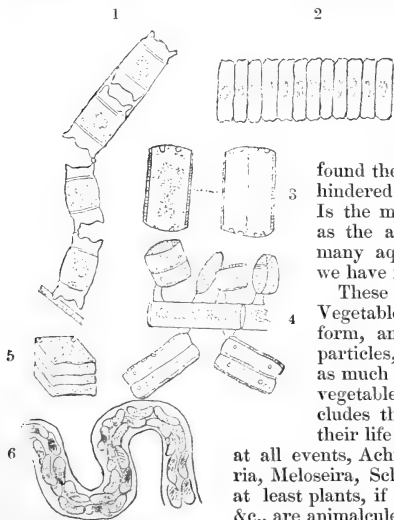 1
2
found the
hindered
Is the m
3
as the a
many aq
we have
These
4
Vegetable
form, an
particles,
5
as much
vegetable
cludes th
their life
6
at all events, Ach
ria, Meloseira, Sc
at least plants, if
&c., are animalcule